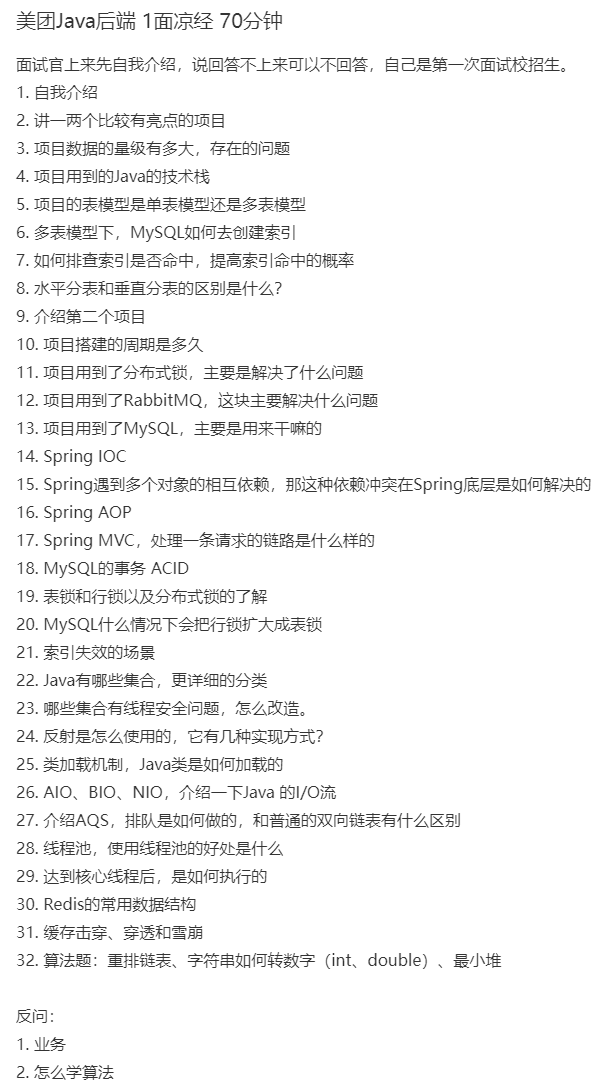 美团Java后端 1面凉经 70分钟
面试官上来先自我介绍，说回答不上来可以不回答，自己是第一次面试校招生。
1. 自我介绍
2. 讲一两个比较有亮点的项目
3. 项目数据的量级有多大，存在的问题
4. 项目用到的Java的技术栈
5. 项目的表模型是单表模型还是多表模型
6. 多表模型下，MySQL如何去创建索引
7. 如何排查索引是否命中，提高索引命中的概率
8. 水平分表和垂直分表的区别是什么？
9. 介绍第二个项目
10. 项目搭建的周期是多久
11. 项目用到了分布式锁，主要是解决了什么问题
12. 项目用到了RabbitMQ，这块主要解决什么问题
13. 项目用到了MySQL，主要是用来干嘛的
14. Spring IOC
15. Spring遇到多个对象的相互依赖，那这种依赖冲突在Spring底层是如何解决的
16. Spring AOP
17. Spring MVC，处理一条请求的链路是什么样的
18. MySQL的事务 ACID
19. 表锁和行锁以及分布式锁的了解
20. MySQL什么情况下会把行锁扩大成表锁
21. 索引失效的场景
22. Java有哪些集合，更详细的分类
23. 哪些集合有线程安全问题，怎么改造。
24. 反射是怎么使用的，它有几种实现方式？
25. 类加载机制，Java类是如何加载的
26. AIO、BIO、NIO，介绍一下Java 的I/O流
27. 介绍AQS，排队是如何做的，和普通的双向链表有什么区别
28. 线程池，使用线程池的好处是什么
29. 达到核心线程后，是如何执行的
30. Redis的常用数据结构
31. 缓存击穿、穿透和雪崩
32. 算法题：重排链表、字符串如何转数字（int、double）、最小堆
反问：
1. 业务
2. 怎么学算法